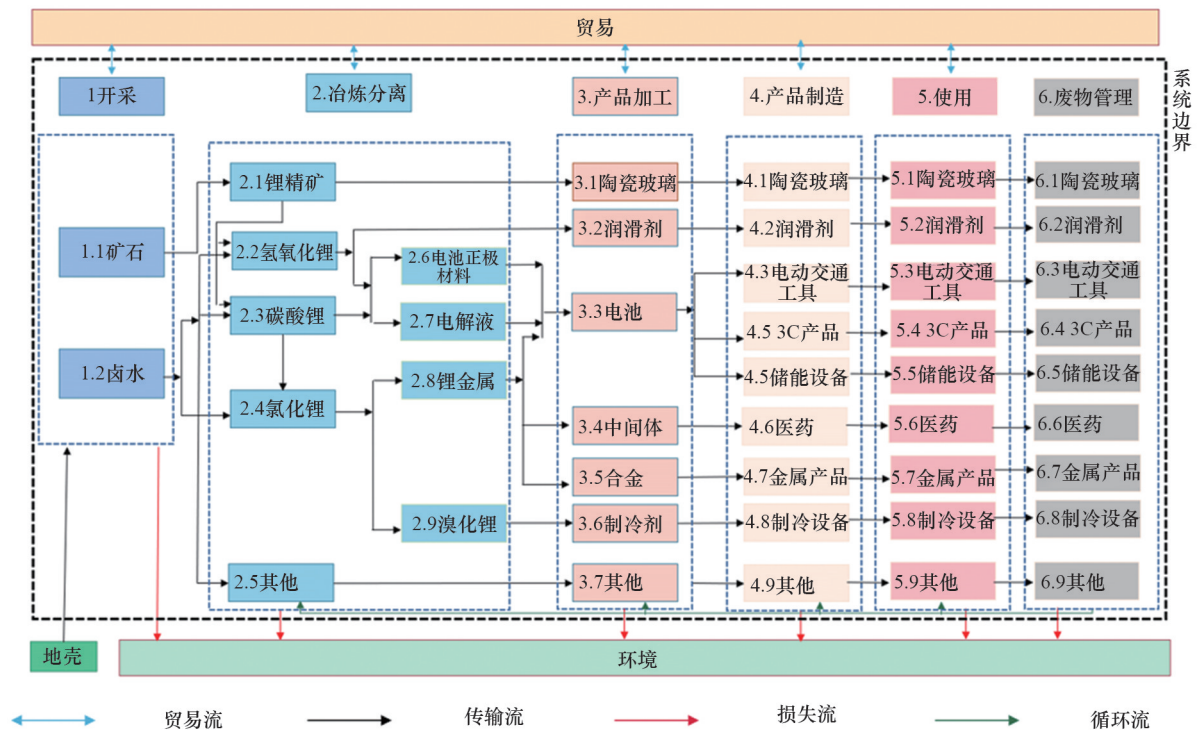 贸易
系统边界
1开采
2.冶炼分离
3.产品加工
4.产品制造
5.使用
6.废物管理
1.1矿石
1.2卤水
2.1锂精矿
2.2氢氧化锂
2.3碳酸锂
2.4氯化锂
2.5其他
2.6电池正极
材料
2.7电解液
2.8锂金属
2.9溴化锂
3.1陶瓷玻璃
3.2润滑剂
3.3电池
3.4中间体
3.5合金
3.6制冷剂
3.7其他
4.1陶瓷玻璃
4.2润滑剂
4.3电动交通
工具
4.5 3C产品
4.5储能设备
4.6医药
4.7金属产品
4.8制冷设备
4.9其他
5.1陶瓷玻璃
5.2润滑剂
5.3电动交通
工具
5.4 3C产品
5.5储能设备
5.6医药
5.7金属产品
5.8制冷设备
5.9其他
6.1陶瓷玻璃
6.2润滑剂
6.3电动交通
工具
6.4 3C产品
6.5储能设备
6.6医药
6.7金属产品
6.8制冷设备
6.9其他
地壳
环境
贸易流
传输流
损失流
循环流